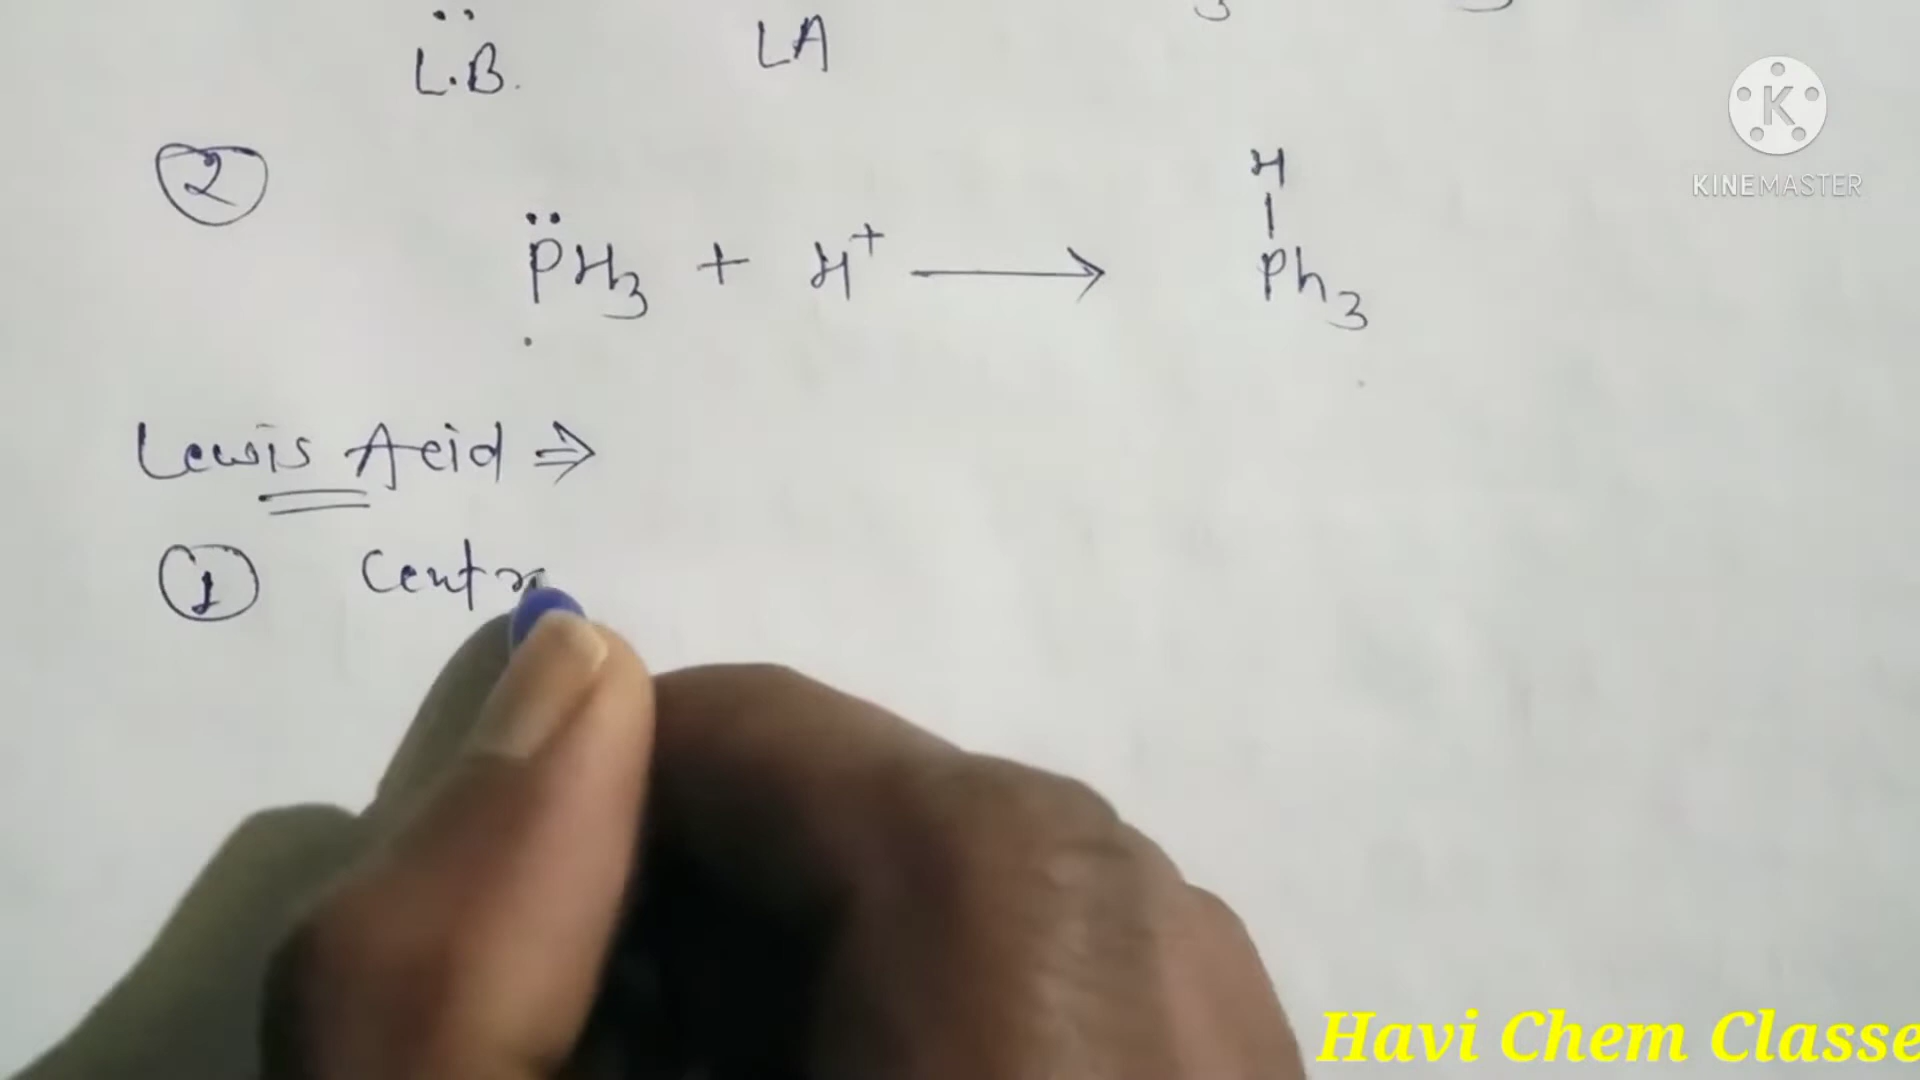 L.B. LA
2
PH3 + H+ ⟶ H
|
Ph3
Lewis Acid ⇒
1 Centr
K
KINEMASTER
Havi Chem Classe